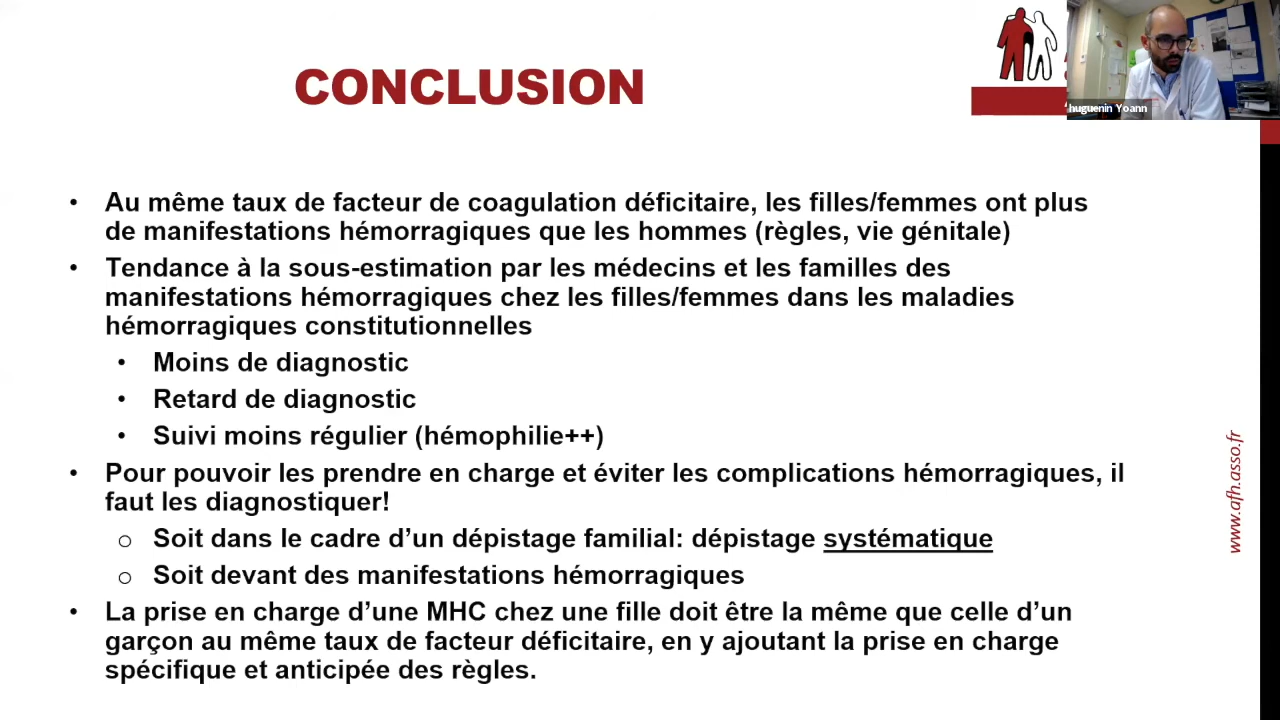 CONCLUSION
huguenin Yoann
• Au même taux de facteur de coagulation déficitaire, les filles/femmes ont plus
de manifestations hémorragiques que les hommes (règles, vie génitale)
• Tendance à la sous-estimation par les médecins et les familles des
manifestations hémorragiques chez les filles/femmes dans les maladies
hémorragiques constitutionnelles
• Moins de diagnostic
• Retard de diagnostic
• Suivi moins régulier (hémophilie++)
• Pour pouvoir les prendre en charge et éviter les complications hémorragiques, il
faut les diagnostiquer!
o Soit dans le cadre d’un dépistage familial: dépistage systématique
o Soit devant des manifestations hémorragiques
• La prise en charge d’une MHC chez une fille doit être la même que celle d’un
garçon au même taux de facteur déficitaire, en y ajoutant la prise en charge
spécifique et anticipée des règles.
www.afh.asso.fr